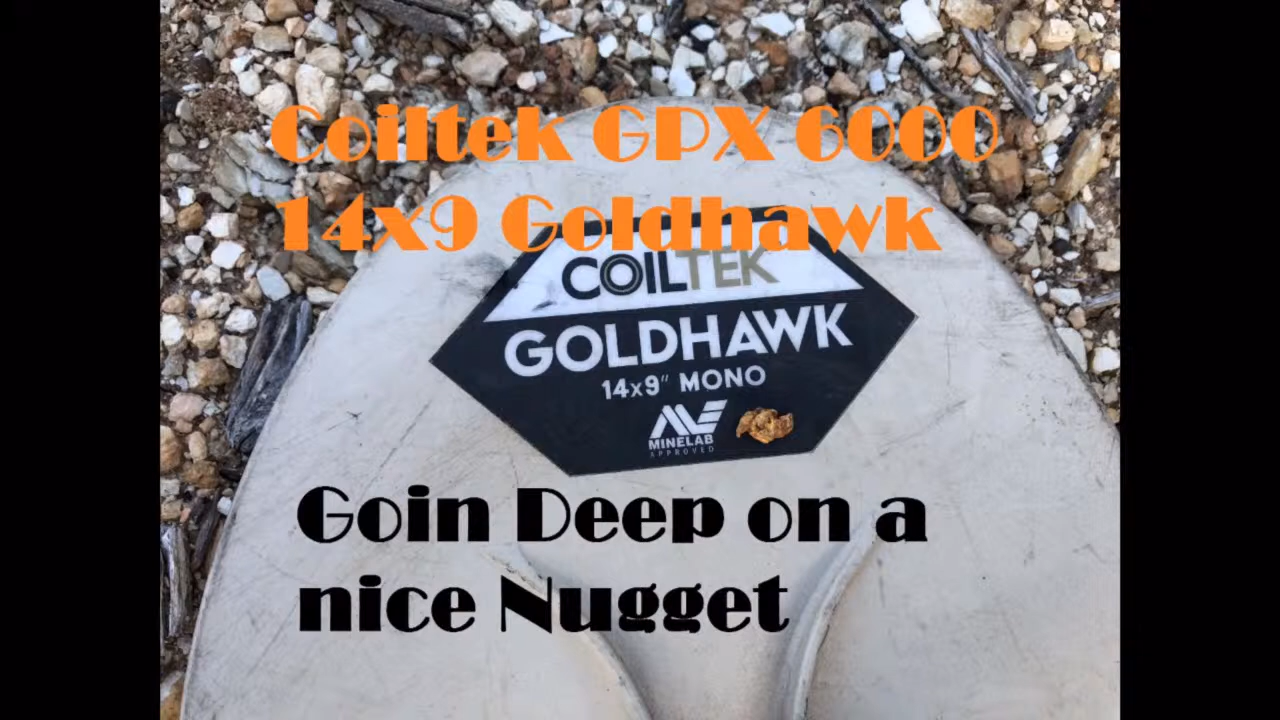 Coiltek GPX 6000
14x9 Goldhawk
COILTEK
GOLDHAWK
14x9" MONO
MINELAB
APPROVED
Goin Deep on a
nice Nugget